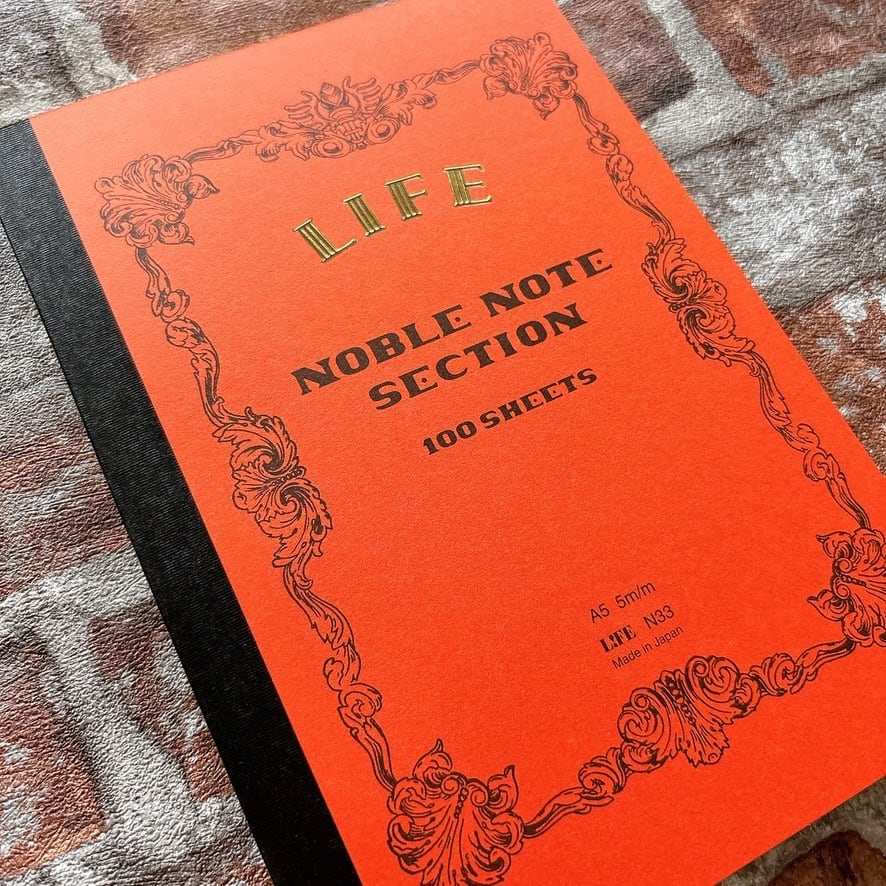 LIFE
NOBLE NOTE
SECTION
100 SHEETS
A5 5m/m
LIFE N33
Made in Japan